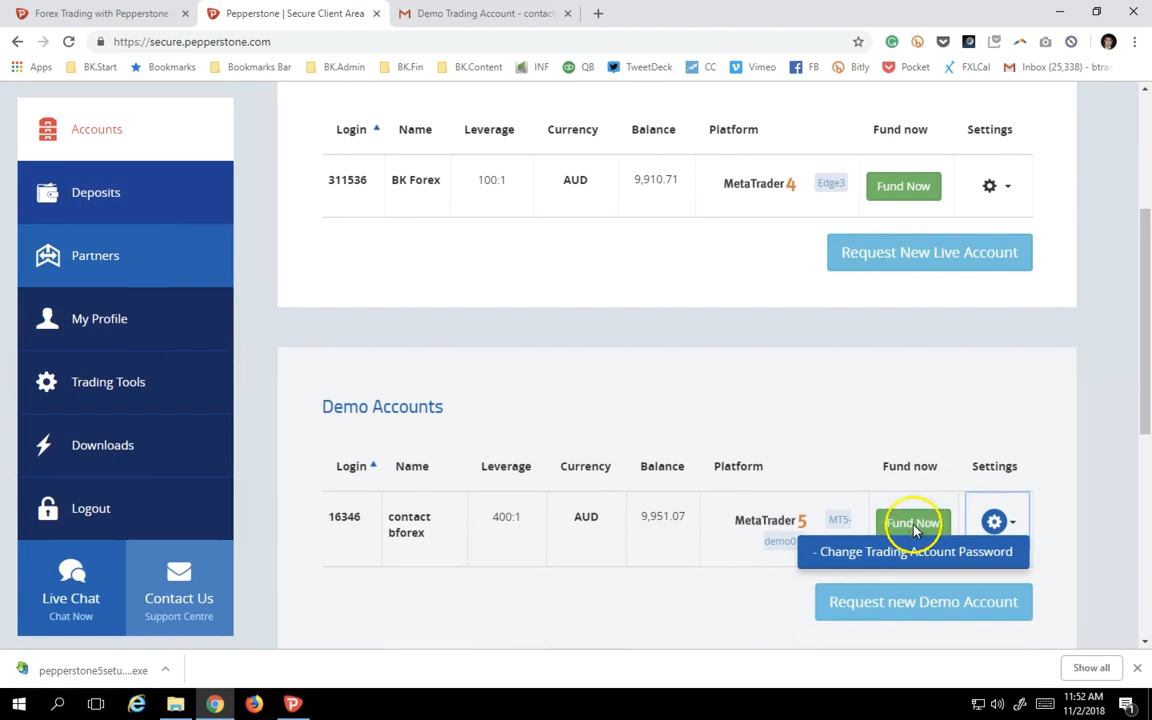 Forex Trading with Pepperstone
Pepperstone | Secure Client Area
Demo Trading Account - contact
https://secure.pepperstone.com
Apps
BK.Start
Bookmarks
Bookmarks Bar
BK.Admin
BK.Fin
BK.Content
INF
QB
TweetDeck
CC
Vimeo
FB
Bitly
Pocket
FXLCal
Inbox (25,338) - btrac
Accounts
Deposits
Partners
My Profile
Trading Tools
Downloads
Logout
Live Chat
Chat Now
Contact Us
Support Centre
Login Name Leverage Currency Balance Platform Fund now Settings
311536 BK Forex 100:1 AUD 9,910.71 MetaTrader 4 Edge3 Fund Now
Request New Live Account
Demo Accounts
Login Name Leverage Currency Balance Platform Fund now Settings
16346 contact 400:1 AUD 9,951.07 MetaTrader 5 MT5- Fund Now
bforex
demo0
- Change Trading Account Password
Request new Demo Account
pepperstone5setu....exe
Show all
11:52 AM
11/2/2018
1